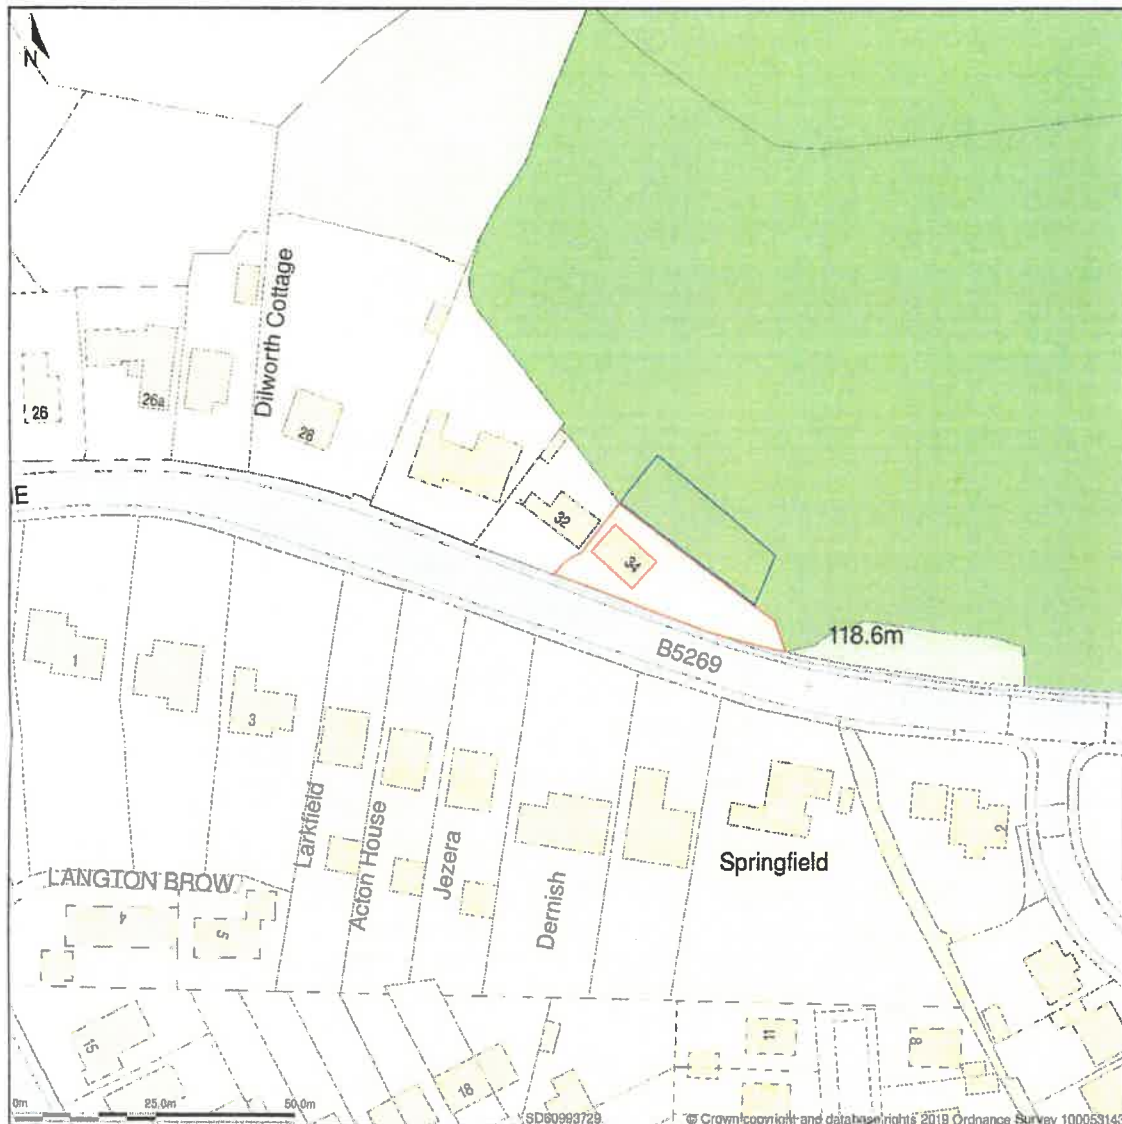 N
Dilworth Cottage
26
26a
28
32
34
E
118.6m
B5269
1
3
Larkfield
Acton House
Jezera
Dernish
Springfield
2
LANGTON BROW
4
5
15
18
11
8
0m
25.0m
50.0m
SD60993729
© Crown copyright and database rights 2019 Ordnance Survey 100053143